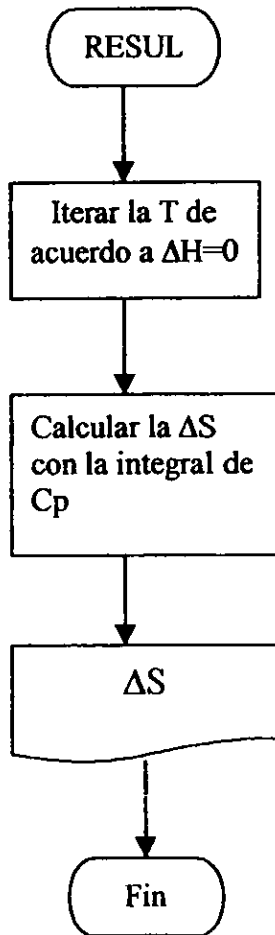 RESUL
Iterar la T de
acuerdo a ΔH=0
Calcular la ΔS
con la integral de
Cp
ΔS
Fin